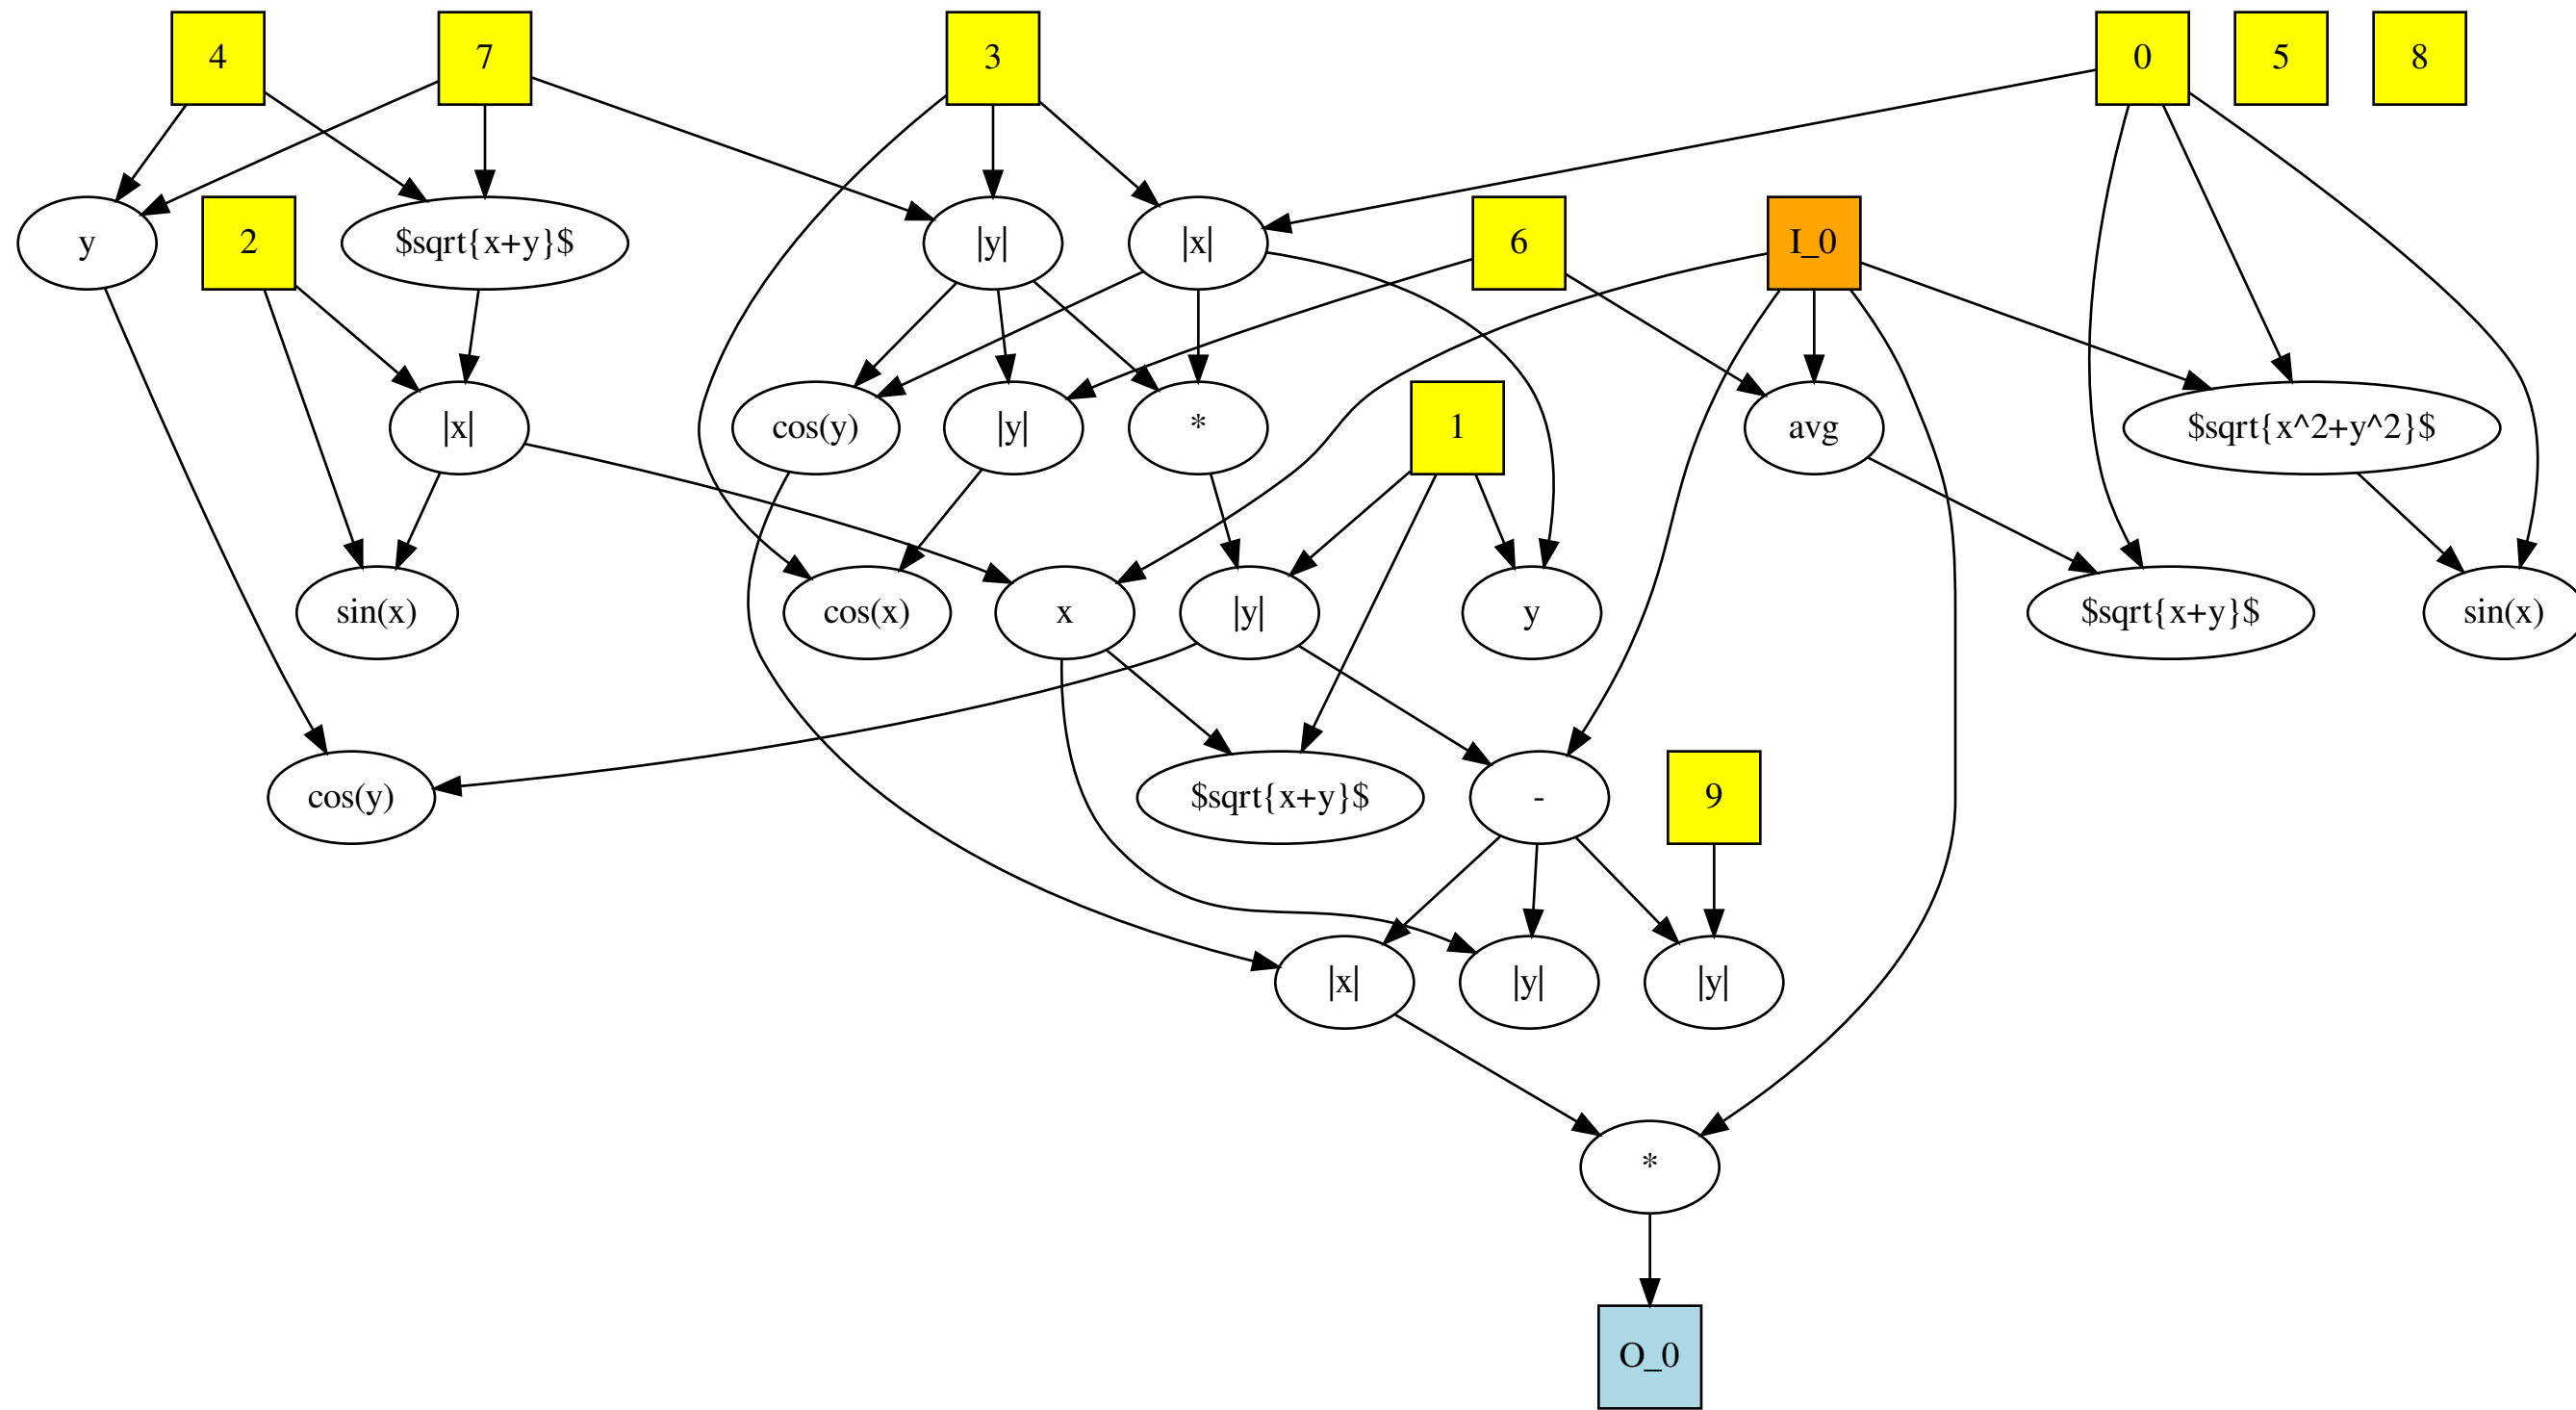 4
7
3
0
5
8
y
2
$sqrt{x+y}$
|y|
|x|
6
I_0
|x|
cos(y)
|y|
*
1
avg
$sqrt{x^2+y^2}$
sin(x)
cos(x)
x
|y|
y
$sqrt{x+y}$
sin(x)
cos(y)
$sqrt{x+y}$
-
9
|x|
|y|
|y|
*
O_0